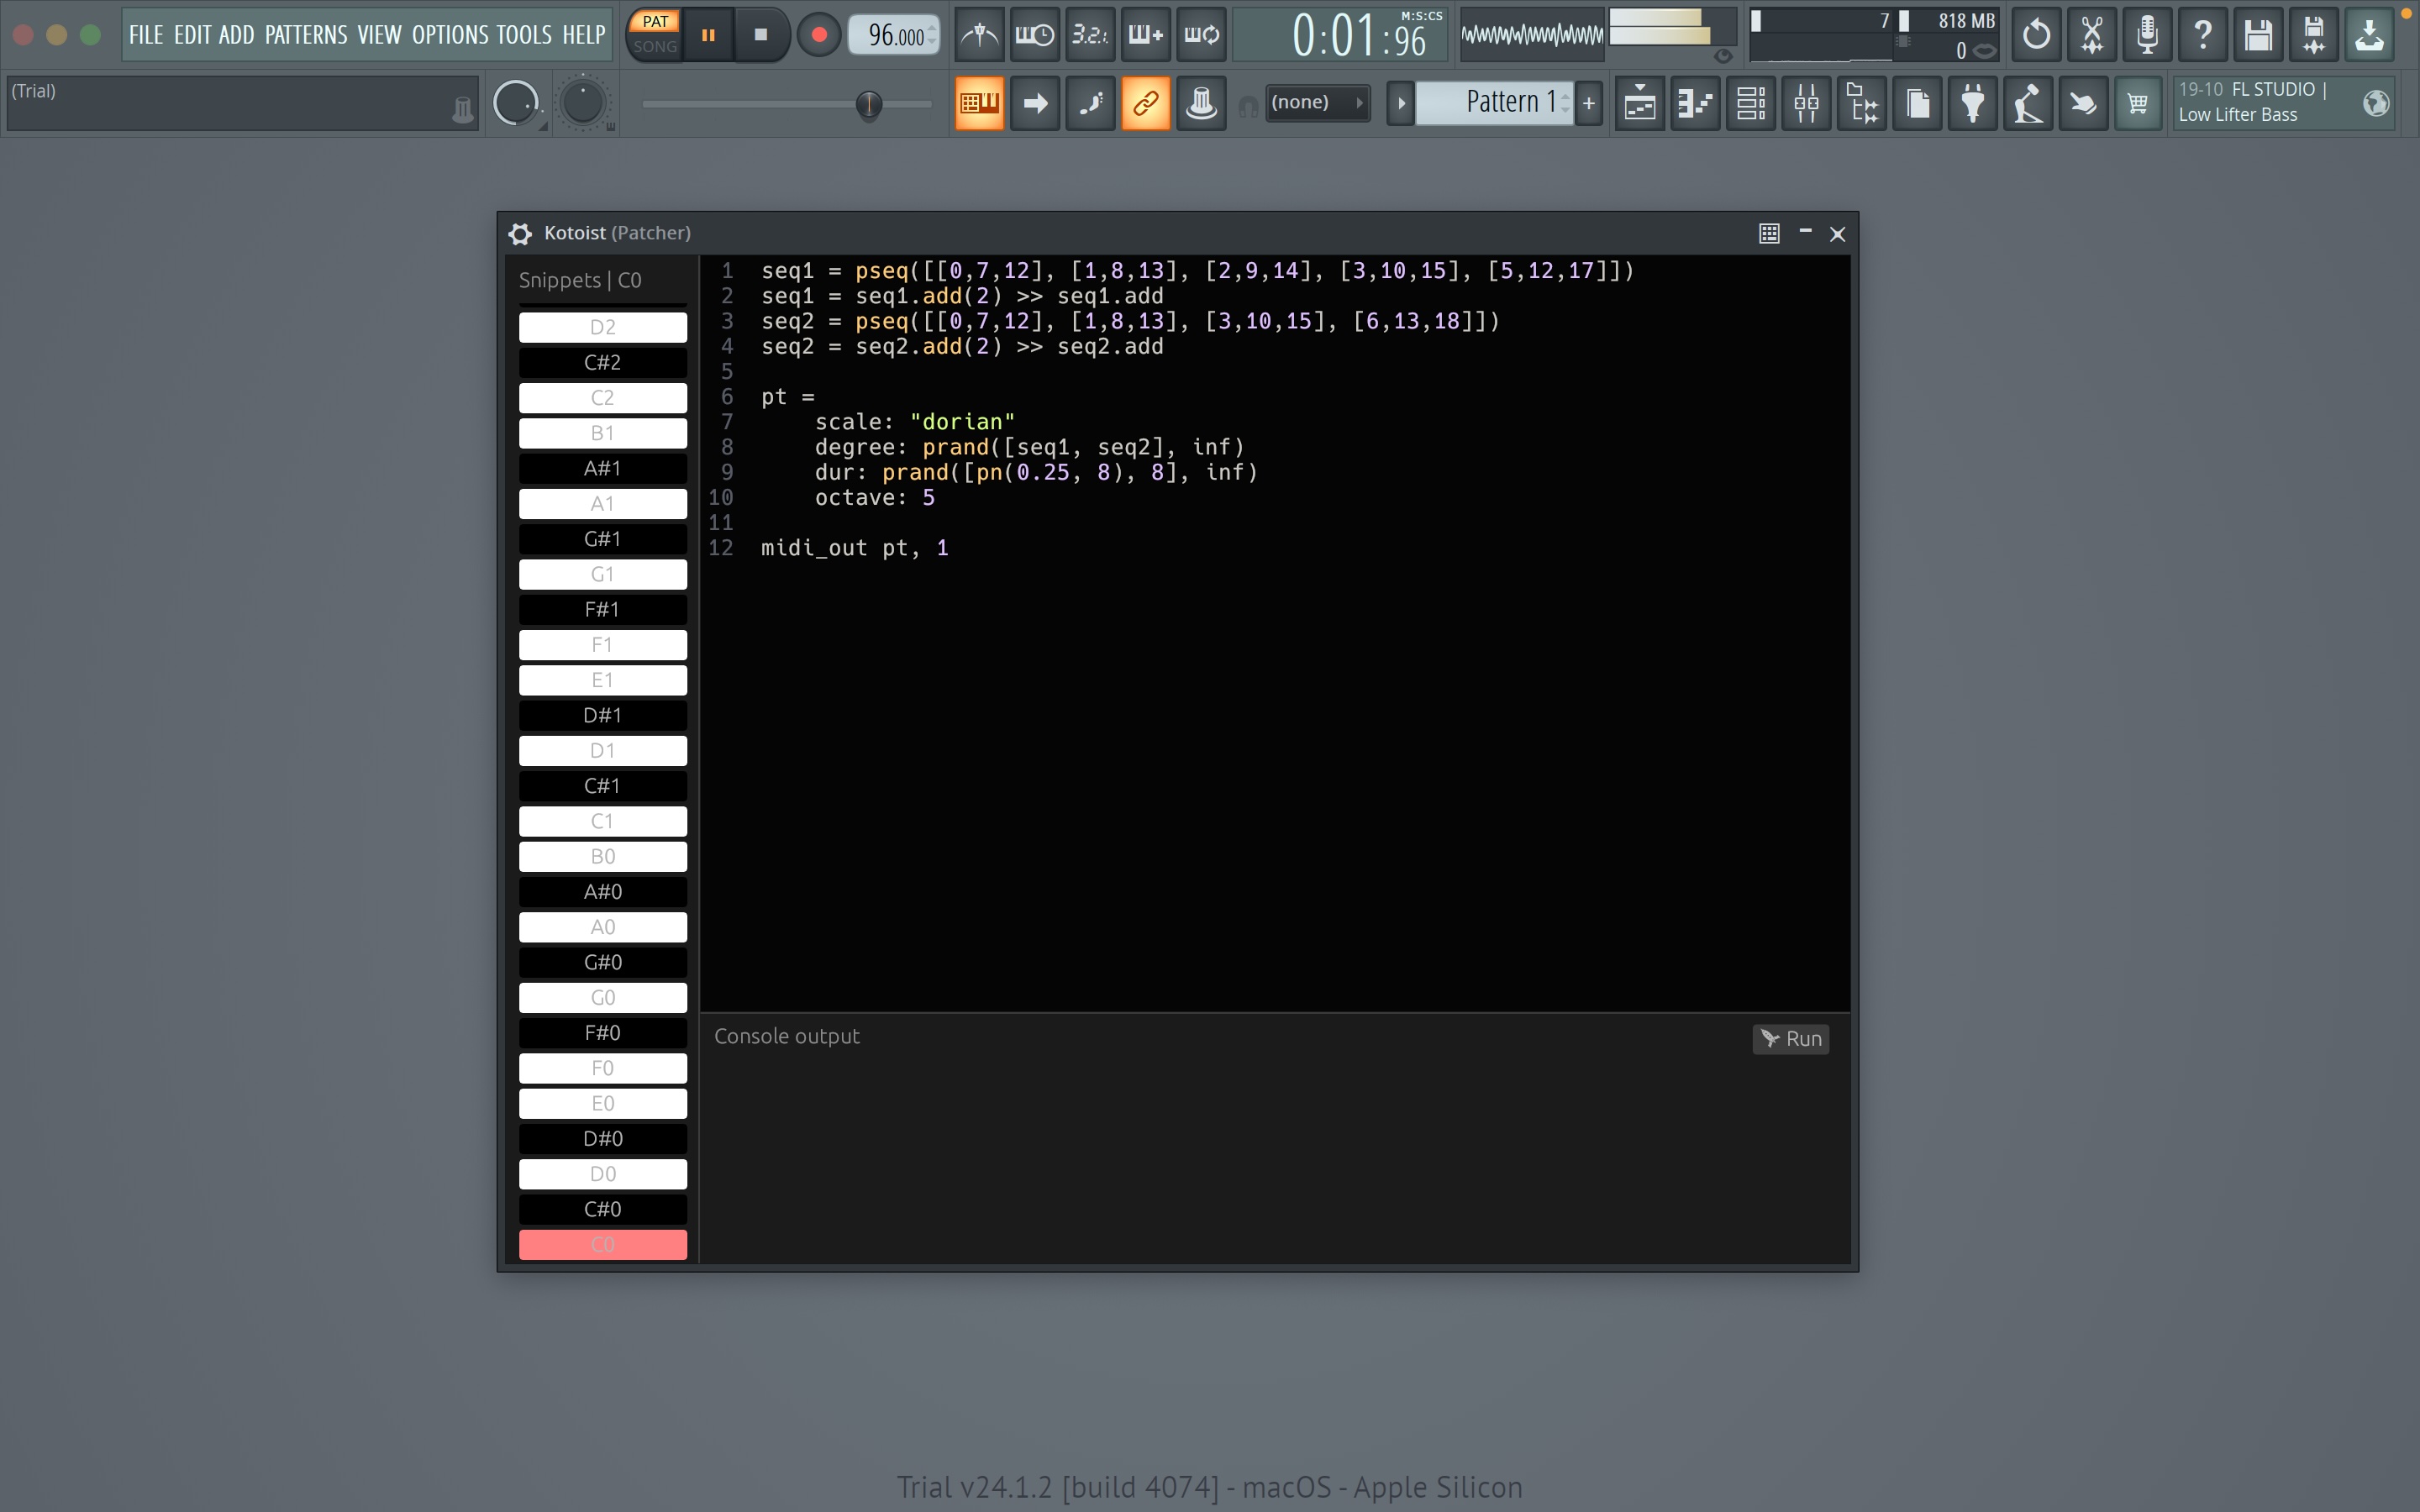 FILE EDIT ADD PATTERNS VIEW OPTIONS TOOLS HELP
PAT
SONG
96.000
3.2.1.
M:S:CS
0:01:96
7
818 MB
0
?
(Trial)
(none)
Pattern 1
+
19-10 FL STUDIO |
Low Lifter Bass
Kotoist (Patcher)
Snippets | C0
D2
C#2
C2
B1
A#1
A1
G#1
G1
F#1
F1
E1
D#1
D1
C#1
C1
B0
A#0
A0
G#0
G0
F#0
F0
E0
D#0
D0
C#0
C0
1 seq1 = pseq([[0,7,12], [1,8,13], [2,9,14], [3,10,15], [5,12,17]])
2 seq1 = seq1.add(2) >> seq1.add
3 seq2 = pseq([[0,7,12], [1,8,13], [3,10,15], [6,13,18]])
4 seq2 = seq2.add(2) >> seq2.add
5
6 pt =
7     scale: "dorian"
8     degree: prand([seq1, seq2], inf)
9     dur: prand([pn(0.25, 8), 8], inf)
10     octave: 5
11
12 midi_out pt, 1
Console output
Run
Trial v24.1.2 [build 4074] - macOS - Apple Silicon